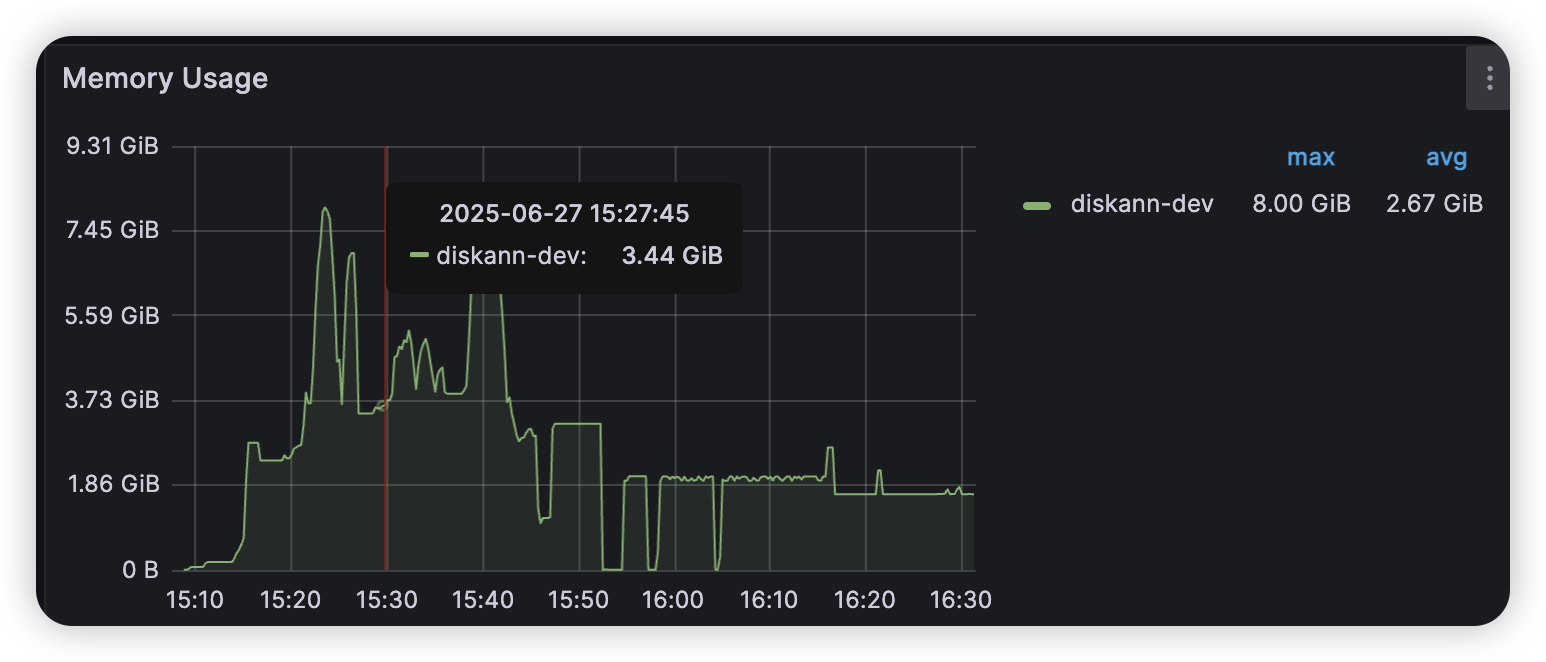 Memory Usage
9.31 GiB
7.45 GiB
5.59 GiB
3.73 GiB
1.86 GiB
0 B
15:10 15:20 15:30 15:40 15:50 16:00 16:10 16:20 16:30
2025-06-27 15:27:45
diskann-dev: 3.44 GiB
max avg
diskann-dev 8.00 GiB 2.67 GiB